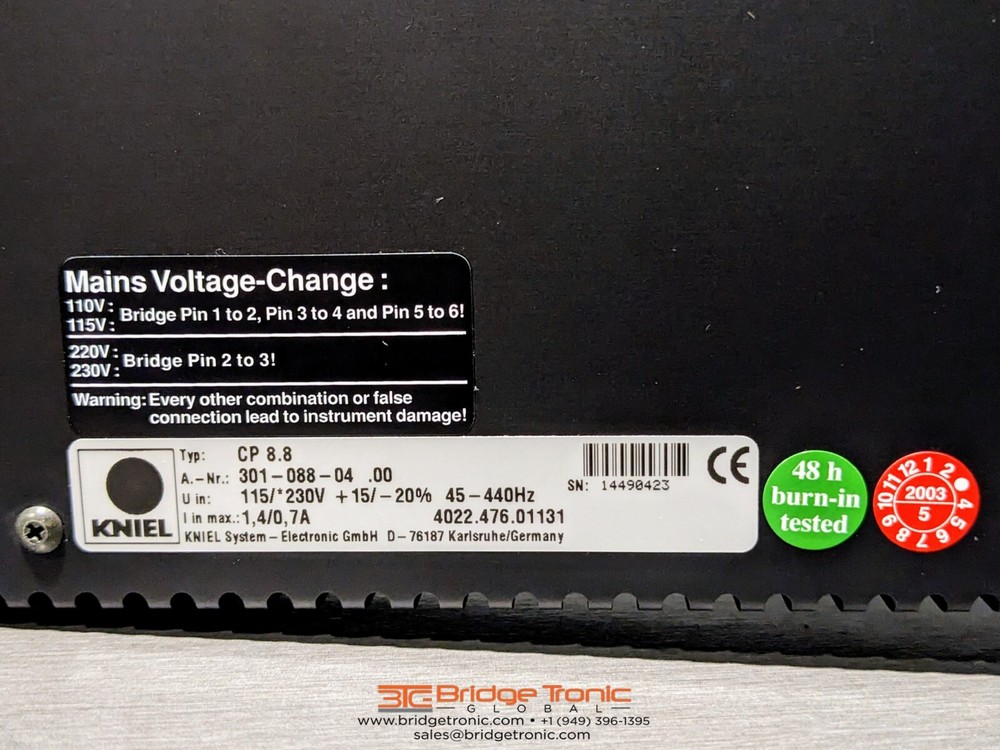 Mains Voltage-Change :
110V :
115V : Bridge Pin 1 to 2, Pin 3 to 4 and Pin 5 to 6!
220V :
230V : Bridge Pin 2 to 3!
Warning: Every other combination or false
connection lead to instrument damage!
KNIEL
Typ: CP 8.8
A.-Nr.: 301-088-04 .00
U in: 115/*230V +15/-20% 45-440Hz
I in max.: 1,4/0,7A 4022.476.01131
KNIEL System - Electronic GmbH D-76187 Karlsruhe/Germany
SN: 14490423
CE
48 h
burn-in
tested
12 1 2 4 5 6 7 8 9 10 11
2003
5
BTG Bridge Tronic
GLOBAL
www.bridgetronic.com • +1 (949) 396-1395
sales@bridgetronic.com